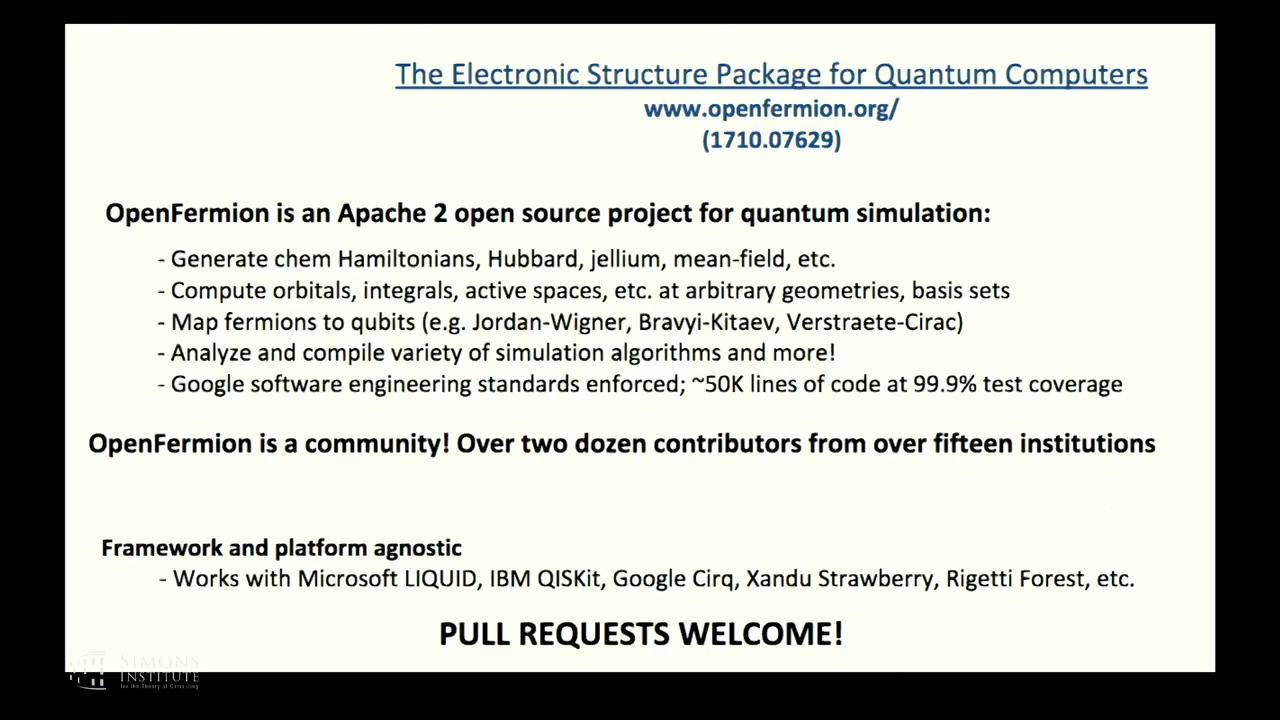 The Electronic Structure Package for Quantum Computers
www.openfermion.org/
(1710.07629)
OpenFermion is an Apache 2 open source project for quantum simulation:
- Generate chem Hamiltonians, Hubbard, jellium, mean-field, etc.
- Compute orbitals, integrals, active spaces, etc. at arbitrary geometries, basis sets
- Map fermions to qubits (e.g. Jordan-Wigner, Bravyi-Kitaev, Verstraete-Cirac)
- Analyze and compile variety of simulation algorithms and more!
- Google software engineering standards enforced; ~50K lines of code at 99.9% test coverage
OpenFermion is a community! Over two dozen contributors from over fifteen institutions
Framework and platform agnostic
- Works with Microsoft LIQUID, IBM QISKit, Google Cirq, Xandu Strawberry, Rigetti Forest, etc.
PULL REQUESTS WELCOME!
SIMONS
INSTITUTE
for the Theory of Computing